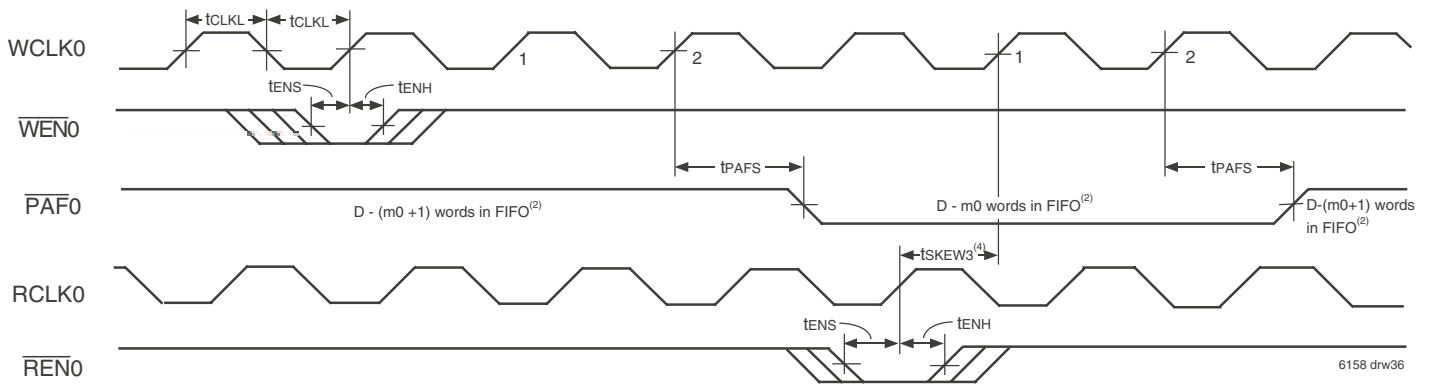 tCLKL tCLKL
WCLK0 1 2 1 2
tENS tENH
WEN0
tPAFS tPAFS
PAF0 D - (m0 +1) words in FIFO(2) D - m0 words in FIFO(2) D-(m0+1) words
in FIFO(2)
tSKEW3(4)
RCLK0
tENS tENH
REN0
6158 drw36